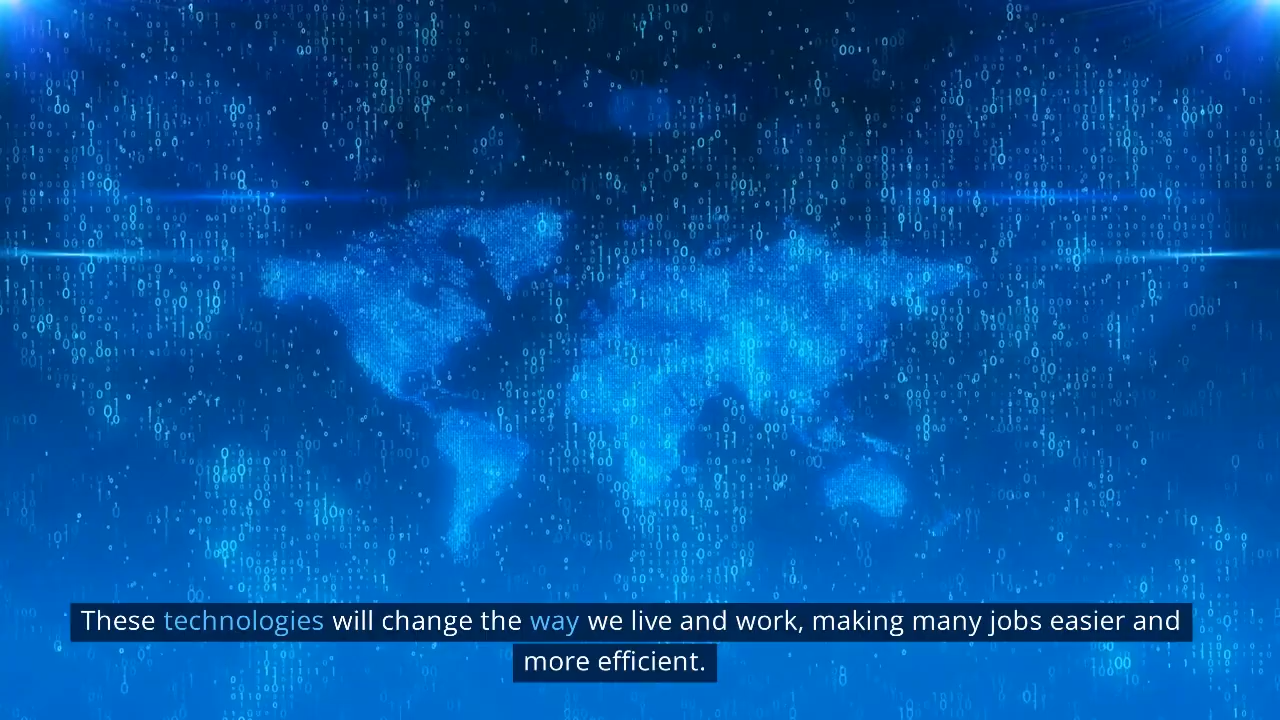 These technologies will change the way we live and work, making many jobs easier and
more efficient.